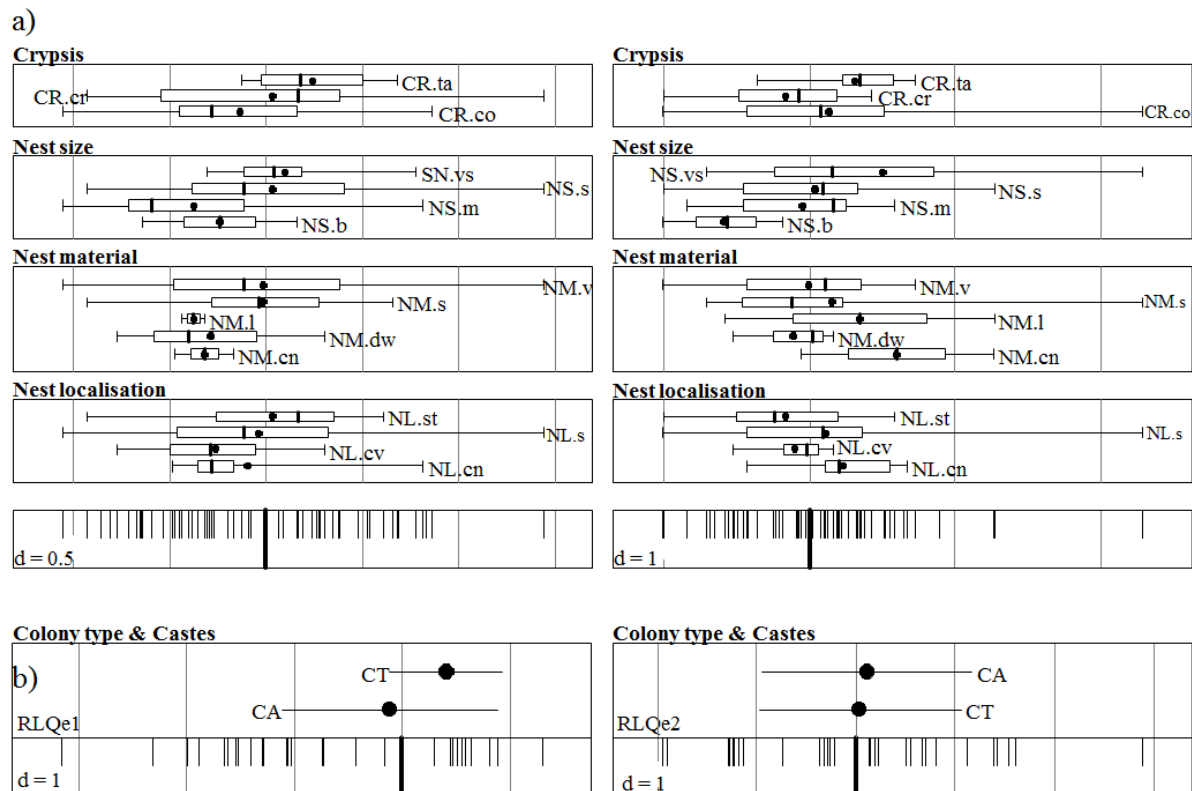 a)
Crypsis
CR.ta
CR.cr
CR.co
Nest size
SN.vs
NS.s
NS.m
NS.b
Nest material
NM.v
NM.s
NM.l
NM.dw
NM.cn
Nest localisation
NL.st
NL.s
NL.cv
NL.cn
d = 0.5
Crypsis
CR.ta
CR.cr
CR.co
Nest size
NS.vs
NS.s
NS.m
NS.b
Nest material
NM.v
NM.s
NM.l
NM.dw
NM.cn
Nest localisation
NL.st
NL.s
NL.cv
NL.cn
d = 1
b)
Colony type & Castes
CT
CA
RLQe1
d = 1
Colony type & Castes
CA
CT
RLQe2
d = 1